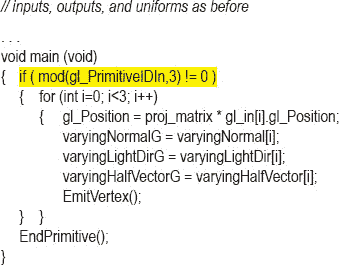 // inputs, outputs, and uniforms as before
. . .
void main (void)
{ if ( mod(gl_PrimitiveIDIn,3) != 0 )
{ for (int i=0; i<3; i++)
{ gl_Position = proj_matrix * gl_in[i].gl_Position;
varyingNormalG = varyingNormal[i];
varyingLightDirG = varyingLightDir[i];
varyingHalfVectorG = varyingHalfVector[i];
EmitVertex();
} }
EndPrimitive();
}